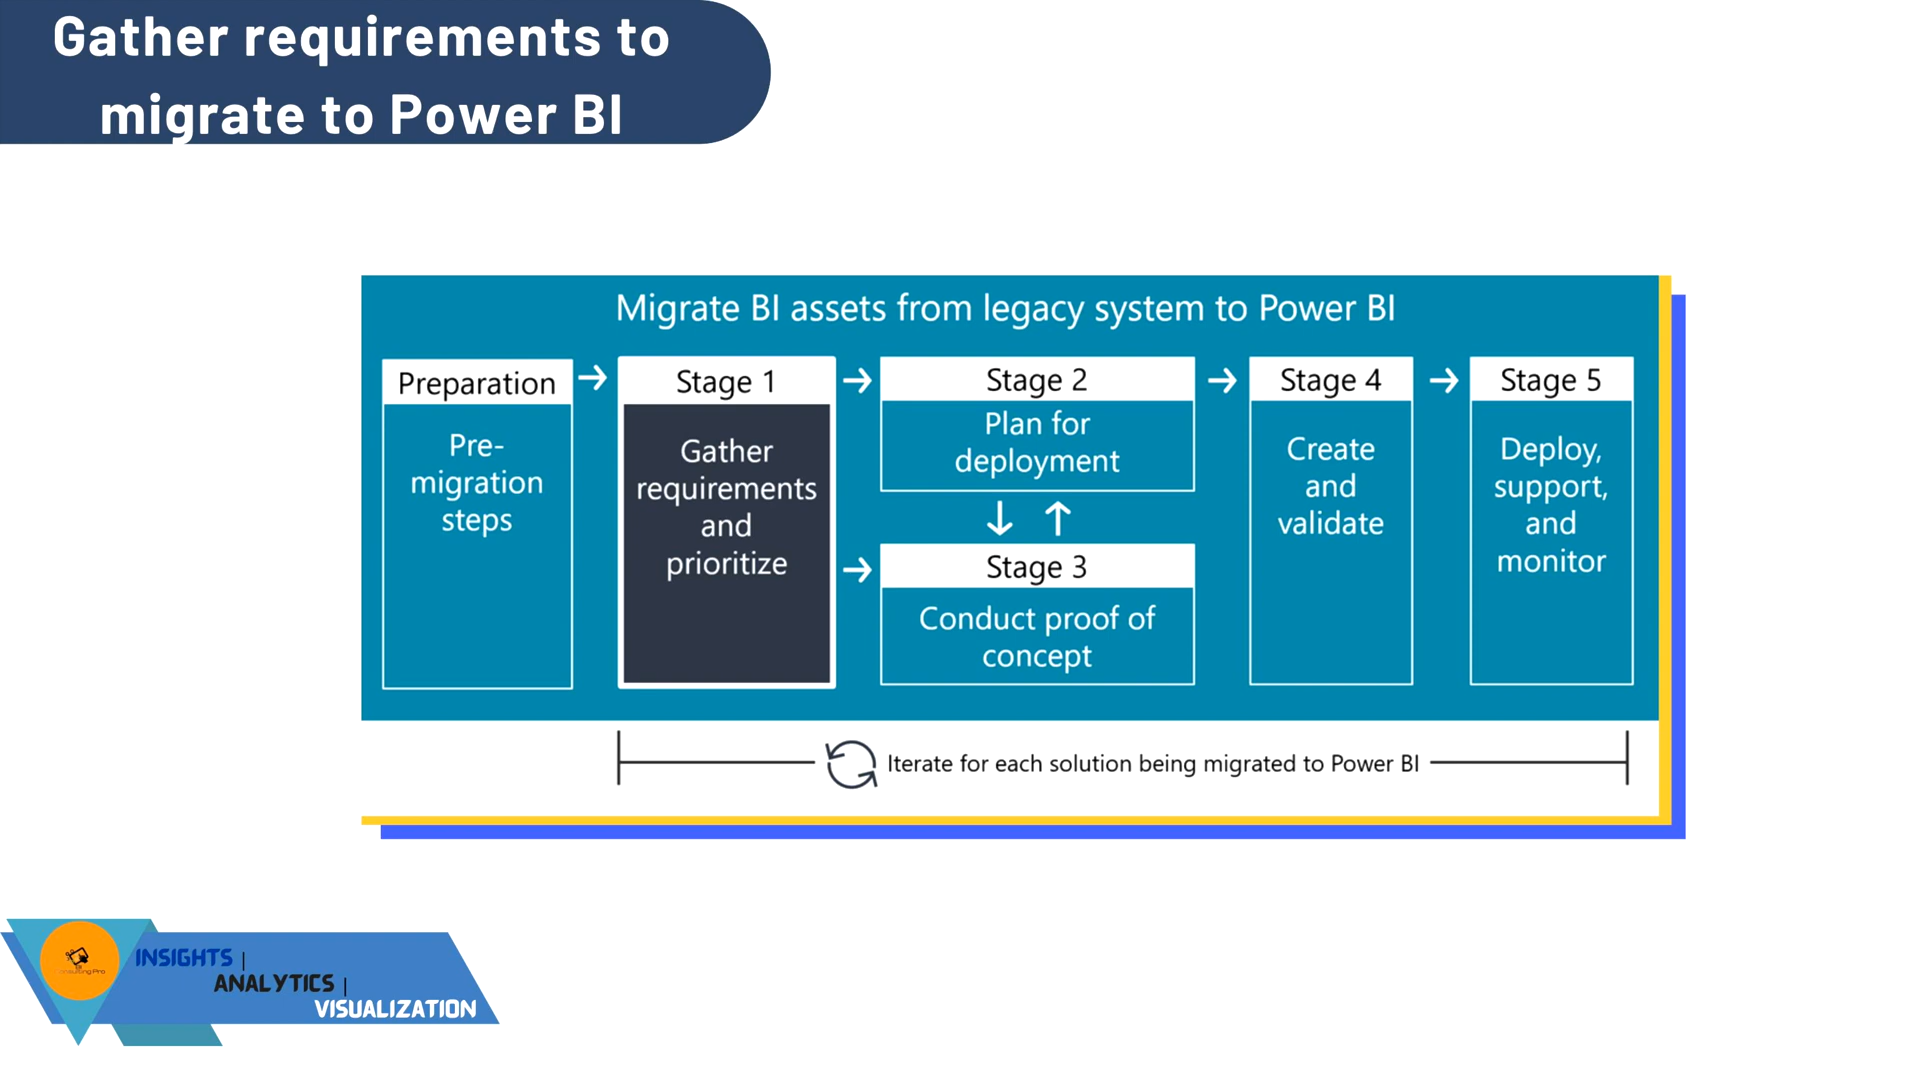 Gather requirements to
migrate to Power BI
Migrate BI assets from legacy system to Power BI
Preparation
Pre-
migration
steps
Stage 1
Gather
requirements
and
prioritize
Stage 2
Plan for
deployment
Stage 3
Conduct proof of
concept
Stage 4
Create
and
validate
Stage 5
Deploy,
support,
and
monitor
Iterate for each solution being migrated to Power BI
INSIGHTS |
ANALYTICS |
VISUALIZATION